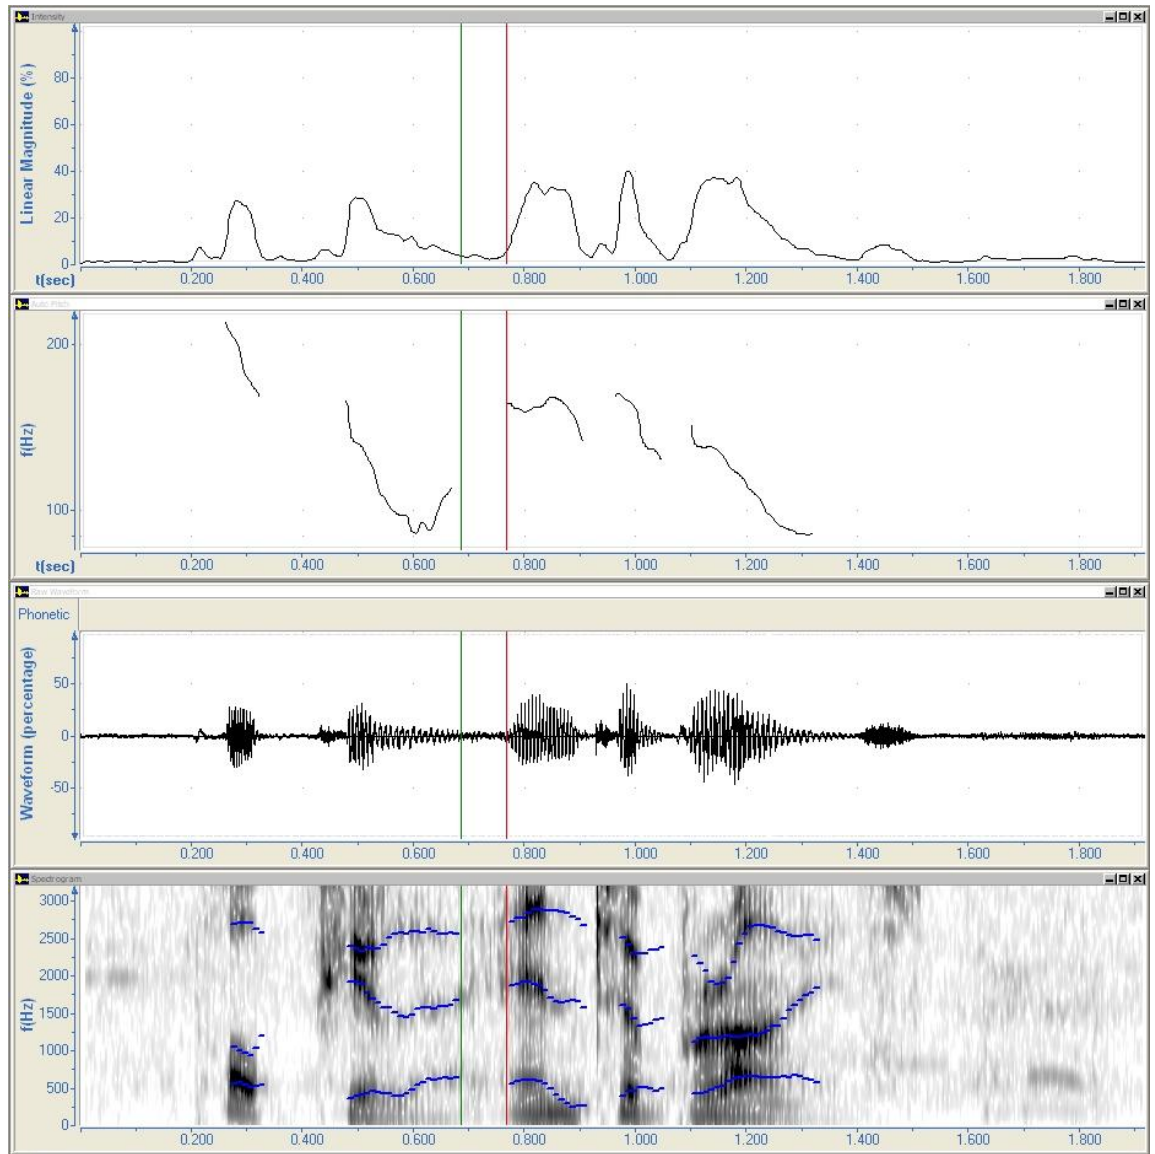 Intensity
Linear Magnitude (%)
80
60
40
20
0
0.200 0.400 0.600 0.800 1.000 1.200 1.400 1.600 1.800
t(sec)
Auto Pitch
f(Hz)
200
100
0.200 0.400 0.600 0.800 1.000 1.200 1.400 1.600 1.800
t(sec)
Raw Waveform
Phonetic
Waveform (percentage)
50
0
-50
0.200 0.400 0.600 0.800 1.000 1.200 1.400 1.600 1.800
Spectrogram
f(Hz)
3000
2500
2000
1500
1000
500
0
0.200 0.400 0.600 0.800 1.000 1.200 1.400 1.600 1.800